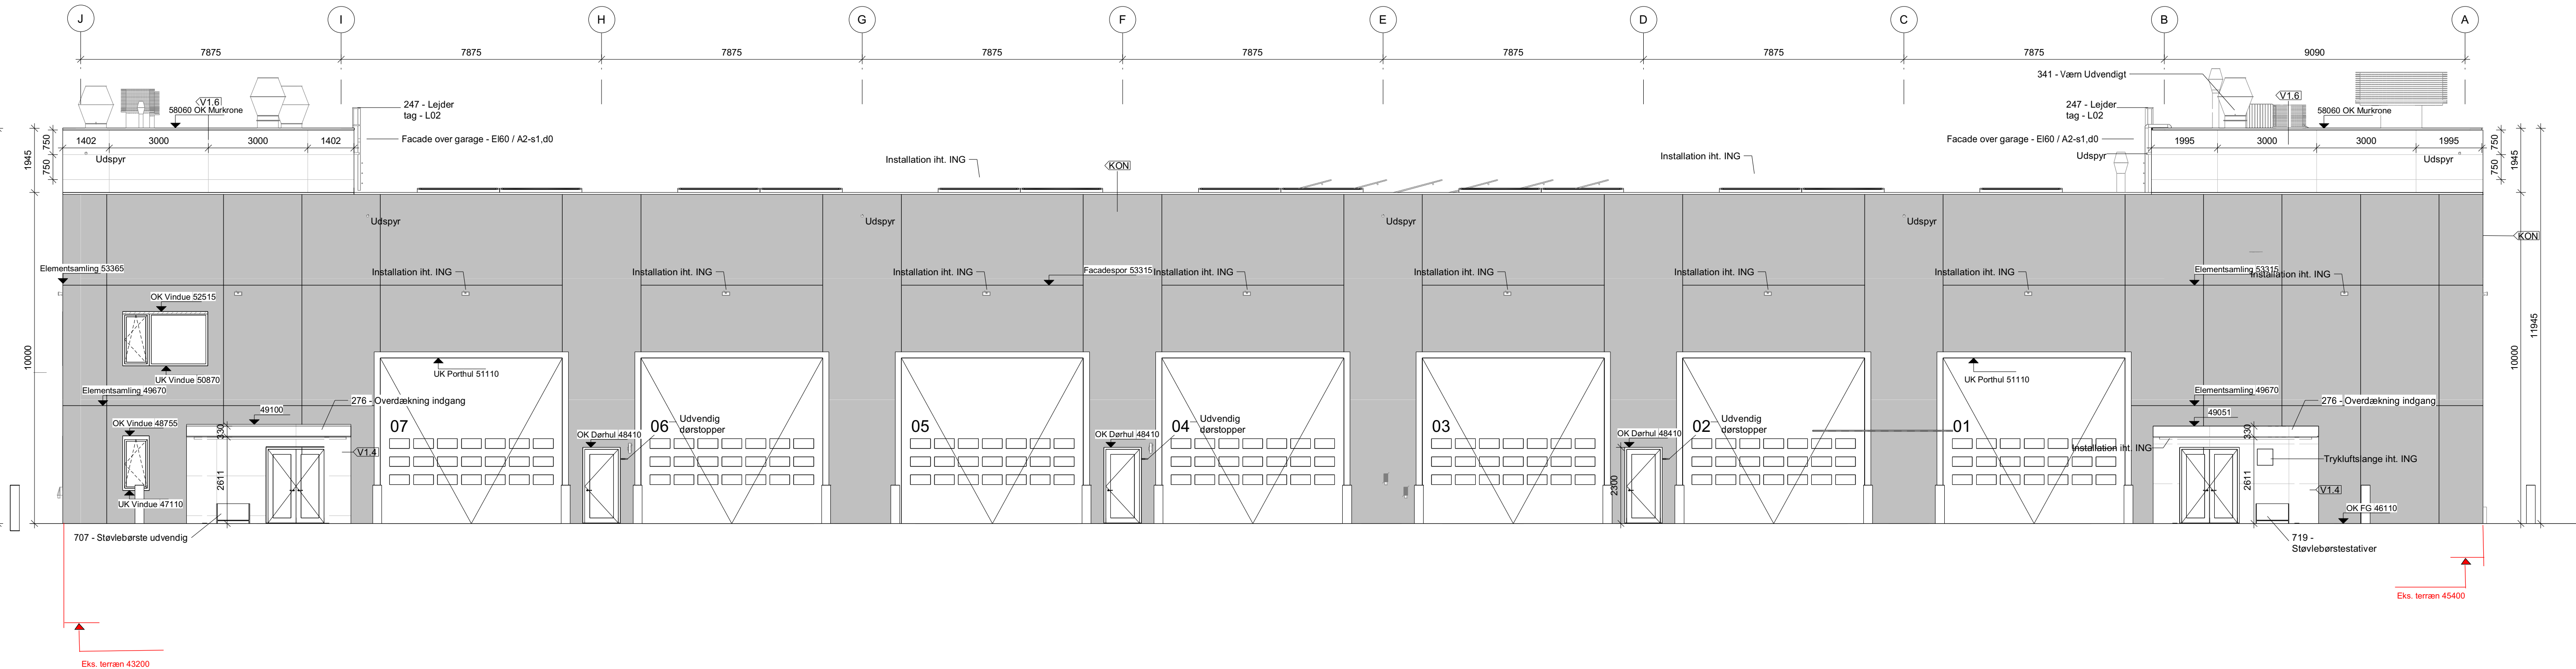 J I H G F E D C B A
7875 7875 7875 7875 7875 7875 7875 7875 9090
341 - Værn Udvendigt
V1.6
58060 OK Murkrone
247 - Lejder
tag - L02
247 - Lejder
tag - L02
V1.6
58060 OK Murkrone
1402 3000 3000 1402
Facade over garage - EI60 / A2-s1,d0
Facade over garage - EI60 / A2-s1,d0
1995 3000 3000 1995
1945
750
750
750
750
1945
Udspyr
Installation iht. ING
KON
Installation iht. ING
Udspyr
Udspyr
Udspyr
Udspyr
Udspyr
Udspyr
KON
Elementsamling 53365
Installation iht. ING
Installation iht. ING
Installation iht. ING
Facadespor 53315
Installation iht. ING
Installation iht. ING
Installation iht. ING
Installation iht. ING
Elementsamling 53315
Installation iht. ING
OK Vindue 52515
11945
10000
10000
UK Vindue 50870
UK Porthul 51110
UK Porthul 51110
Elementsamling 49670
Elementsamling 49670
276 - Overdækning indgang
276 - Overdækning indgang
49100
49051
OK Vindue 48755
330
330
07
OK Dørhul 48410
06
Udvendig
dørstopper
05
OK Dørhul 48410
04
Udvendig
dørstopper
03
OK Dørhul 48410
02
Udvendig
dørstopper
01
V1.4
Installation iht. ING
Trykluftslange iht. ING
2611
2300
2611
V1.4
UK Vindue 47110
OK FG 46110
707 - Støvlebørste udvendig
719 -
Støvlebørstestativer
Eks. terræn 45400
Eks. terræn 43200